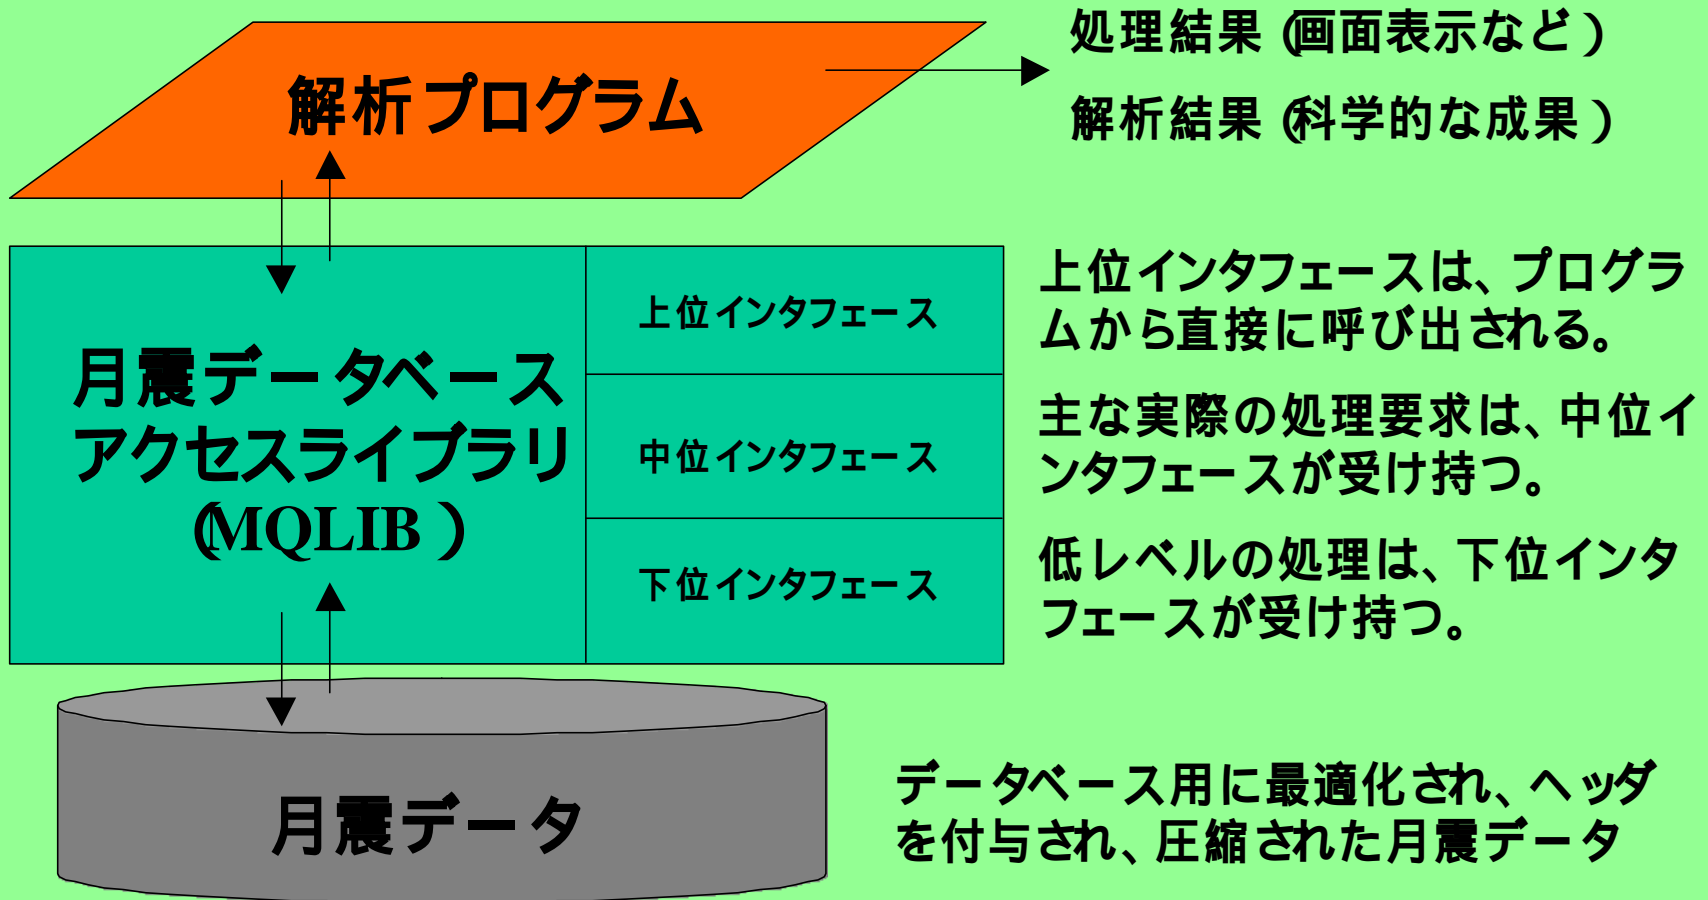 処理結果（画面表示など）
解析プログラム
解析結果（科学的な成果）
上位インタフェースは、プログラ
ムから直接に呼び出される。
上位インタフェース
月震データベース
アクセスライブラリ
（MQLIB）
主な実際の処理要求は、中位イ
ンタフェースが受け持つ。
中位インタフェース
低レベルの処理は、下位インタ
フェースが受け持つ。
下位インタフェース
月震データ
データベース用に最適化され、ヘッダ
を付与され、圧縮された月震データ